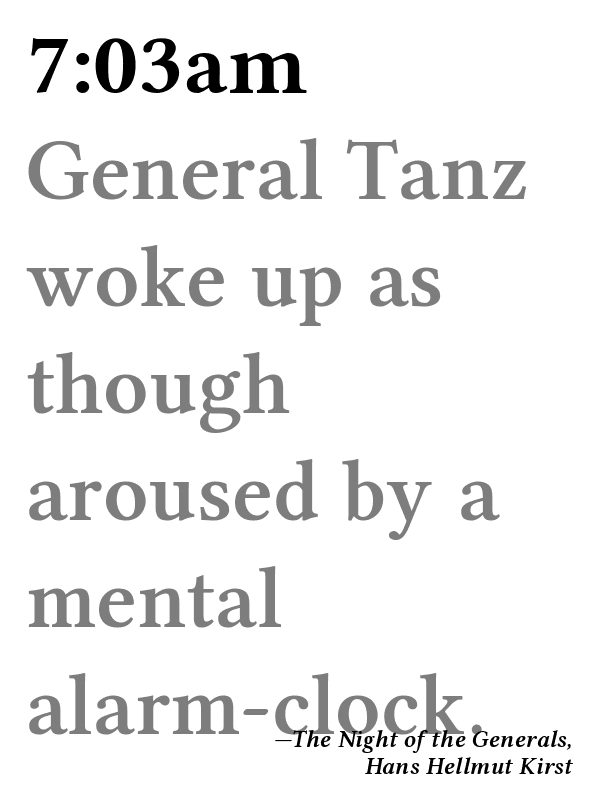 7:03am
General Tanz
woke up as
though
aroused by a
mental
alarm-clock.
—The Night of the Generals,
Hans Hellmut Kirst